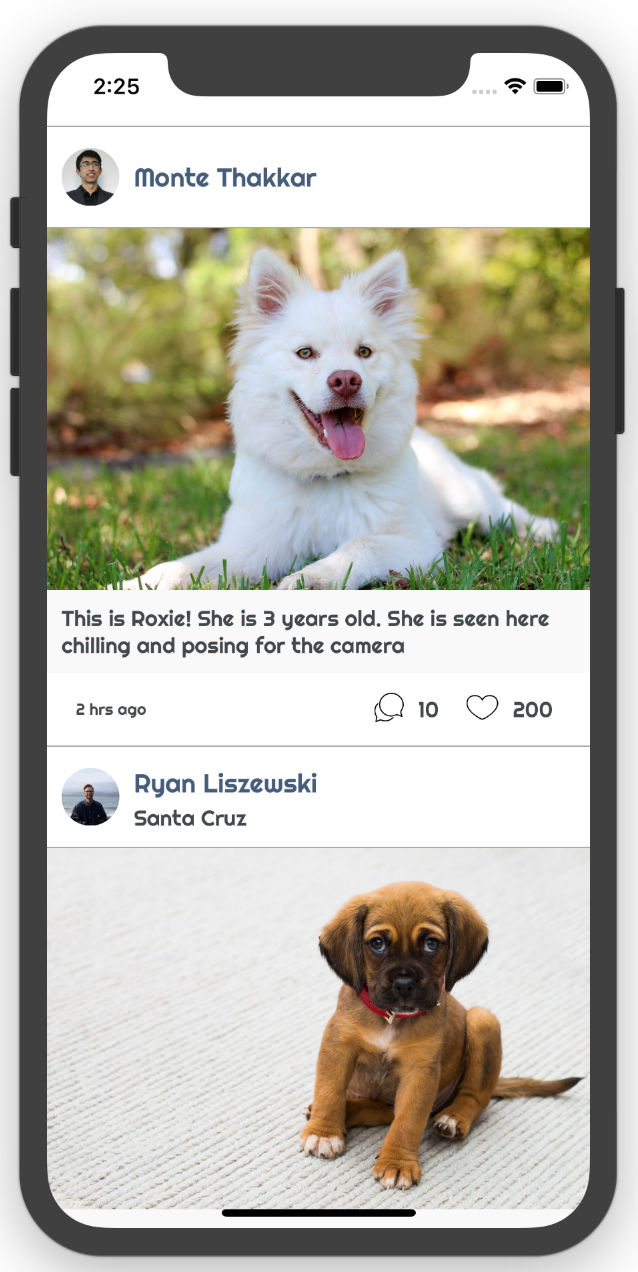 2:25
Monte Thakkar
This is Roxie! She is 3 years old. She is seen here
chilling and posing for the camera
2 hrs ago
10
200
Ryan Liszewski
Santa Cruz